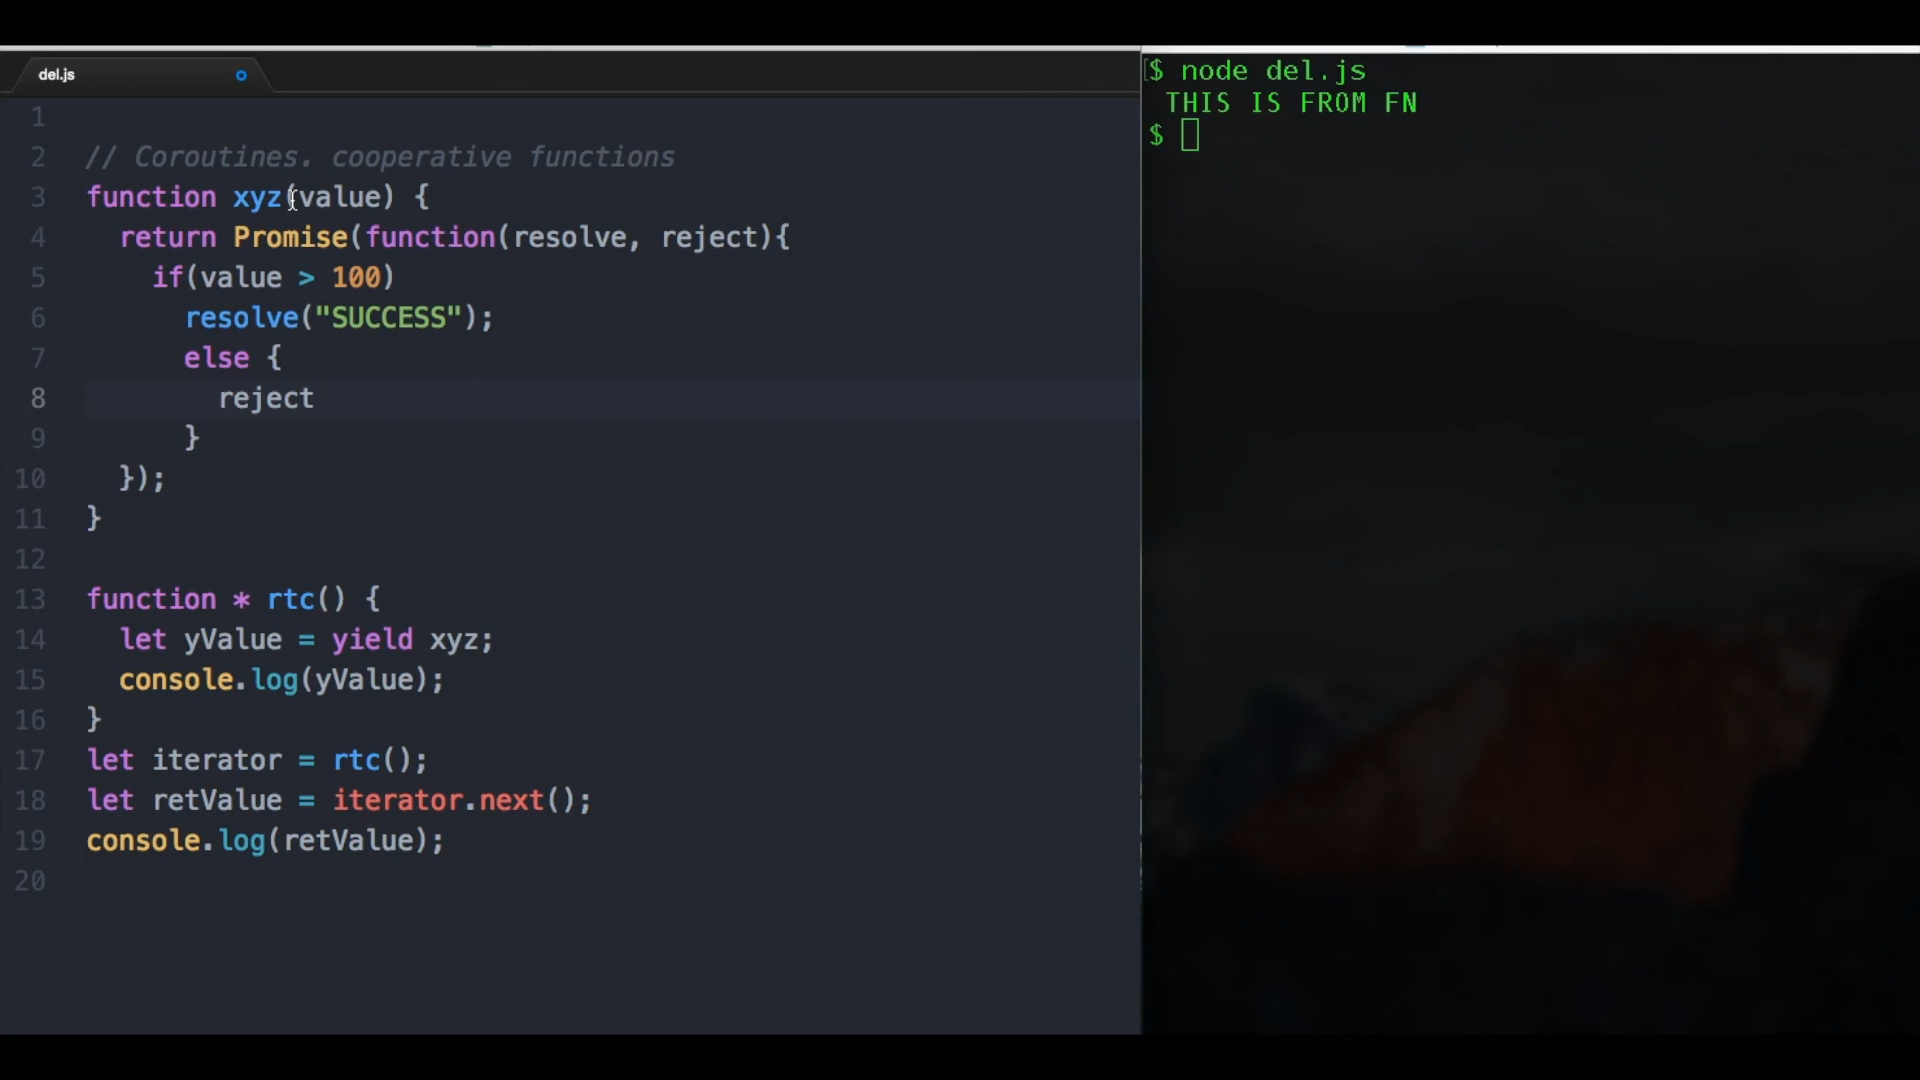 del.js
1
2 // Coroutines. cooperative functions
3 function xyz(value) {
4   return Promise(function(resolve, reject){
5     if(value > 100)
6       resolve("SUCCESS");
7       else {
8         reject
9       }
10   });
11 }
12
13 function * rtc() {
14   let yValue = yield xyz;
15   console.log(yValue);
16 }
17 let iterator = rtc();
18 let retValue = iterator.next();
19 console.log(retValue);
20
[$ node del.js
THIS IS FROM FN
$